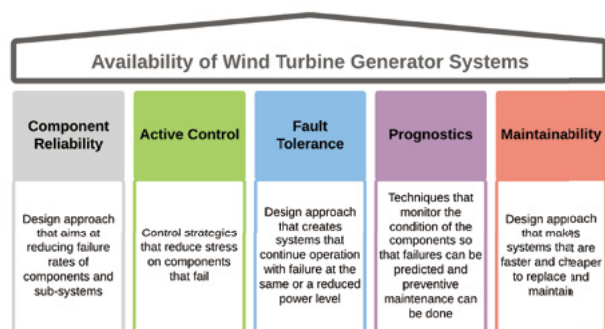 Availability of Wind Turbine Generator Systems
Component
Reliability
Active Control
Fault
Tolerance
Prognostics
Maintainability
Design approach
that aims at
reducing failure
rates of
components and
sub-systems
Control strategies
that reduce stress
on components
that fail
Design approach
that creates
systems that
continue operation
with failure at the
same or a reduced
power level
Techniques that
monitor the
condition of the
components so
that failures can be
predicted and
preventive
maintenance can
be done
Design approach
that makes
systems that are
faster and cheaper
to replace and
maintain